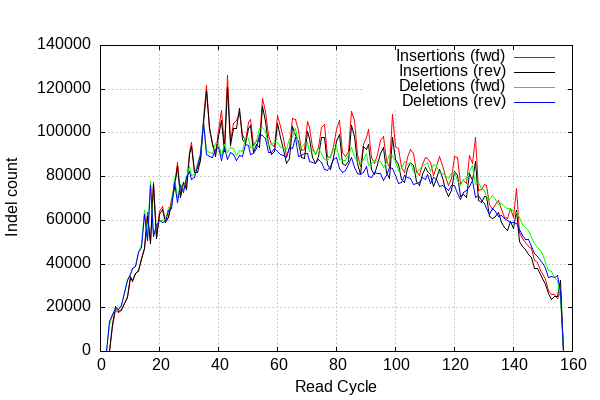 140000
120000
100000
80000
60000
40000
20000
0
Indel count
Insertions (fwd)
Insertions (rev)
Deletions (fwd)
Deletions (rev)
0 20 40 60 80 100 120 140 160
Read Cycle